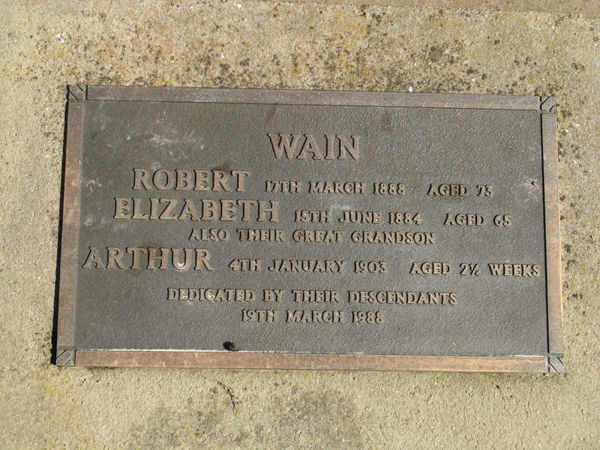 WAIN
ROBERT 17TH MARCH 1888 AGED 73
ELIZABETH 15TH JUNE 1884 AGED 65
ALSO THEIR GREAT GRANDSON
ARTHUR 4TH JANUARY 1903 AGED 2½ WEEKS
DEDICATED BY THEIR DESCENDANTS
19TH MARCH 1988